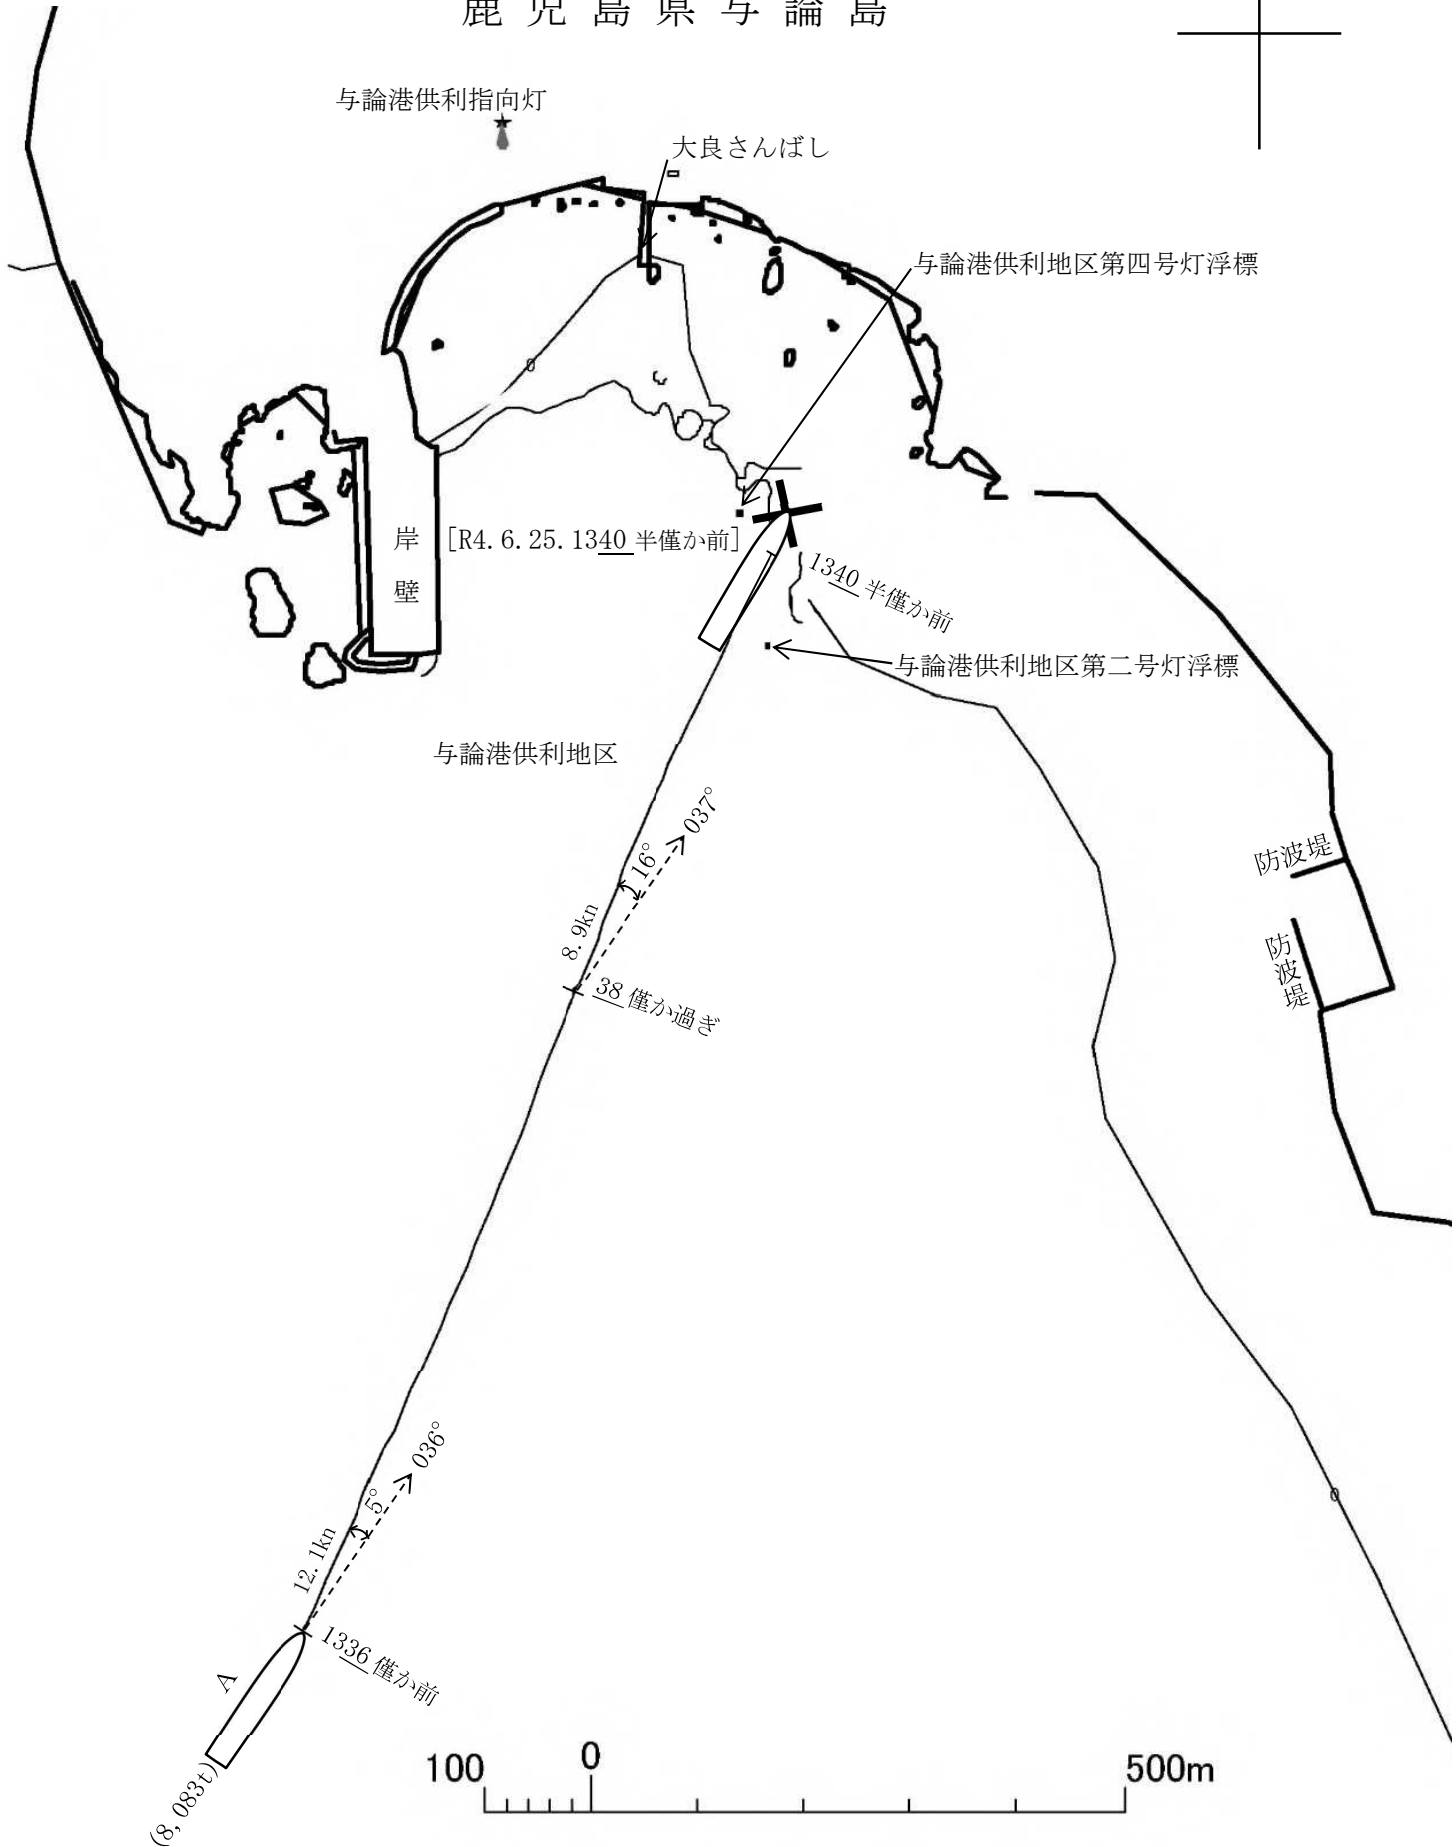 鹿児島県与論島
与論港供利指向灯
大良さんばし
与論港供利地区第四号灯浮標
岸壁
[R4.6.25.1340 半僅か前]
1340 半僅か前
与論港供利地区第二号灯浮標
与論港供利地区
037°
16°
8.9kn
38 僅か過ぎ
防波堤
防波堤
0
0
036°
5°
12.1kn
1336 僅か前
A
(8,083t)
100
0
500m